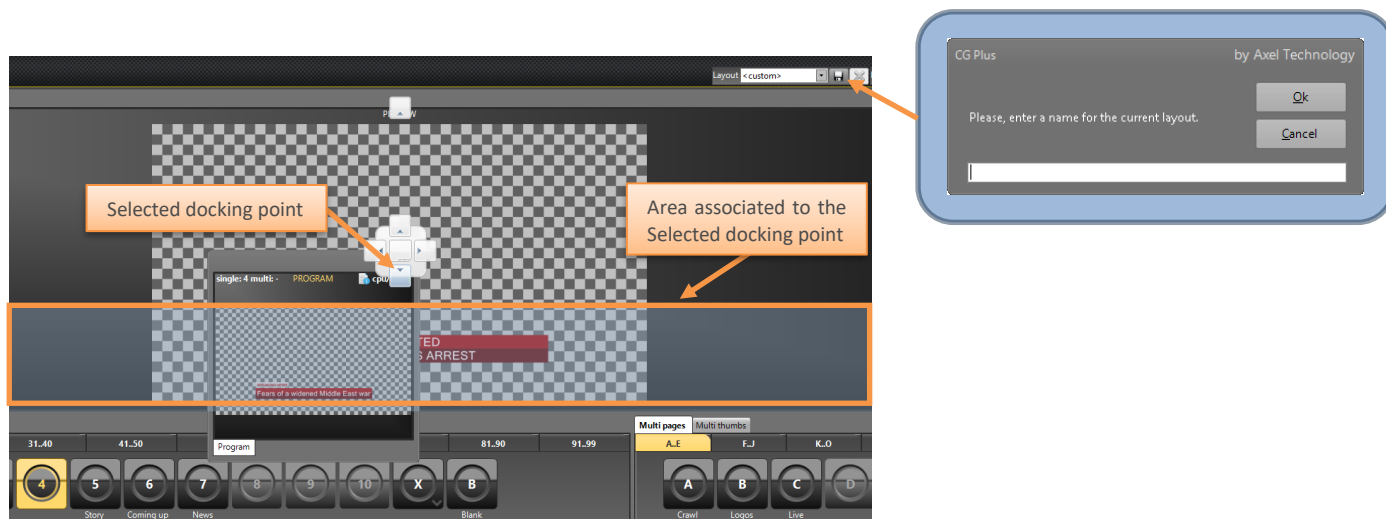 Layout <custom>
CG Plus by Axel Technology
Ok
Please, enter a name for the current layout.
Cancel
Selected docking point
Area associated to the
Selected docking point
single: 4 multi: - PROGRAM
TED
ARREST
Fears of a widened Middle East war
Program
Multi pages Multi thumbs
31..40 41..50 81..90 91..99 A..E F..J K..O
4 5 6 7 8 9 10 X B A B C D
Story Coming up News Blank Crawl Logos Live